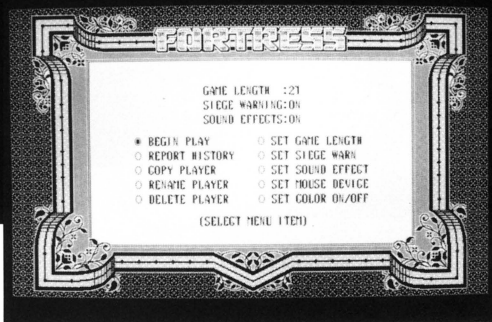 FORTRESS
GAME LENGTH :21
SIEGE WARNING:ON
SOUND EFFECTS:ON
BEGIN PLAY
REPORT HISTORY
COPY PLAYER
RENAME PLAYER
DELETE PLAYER
SET GAME LENGTH
SET SIEGE WARN
SET SOUND EFFECT
SET MOUSE DEVICE
SET COLOR ON/OFF
(SELECT MENU ITEM)